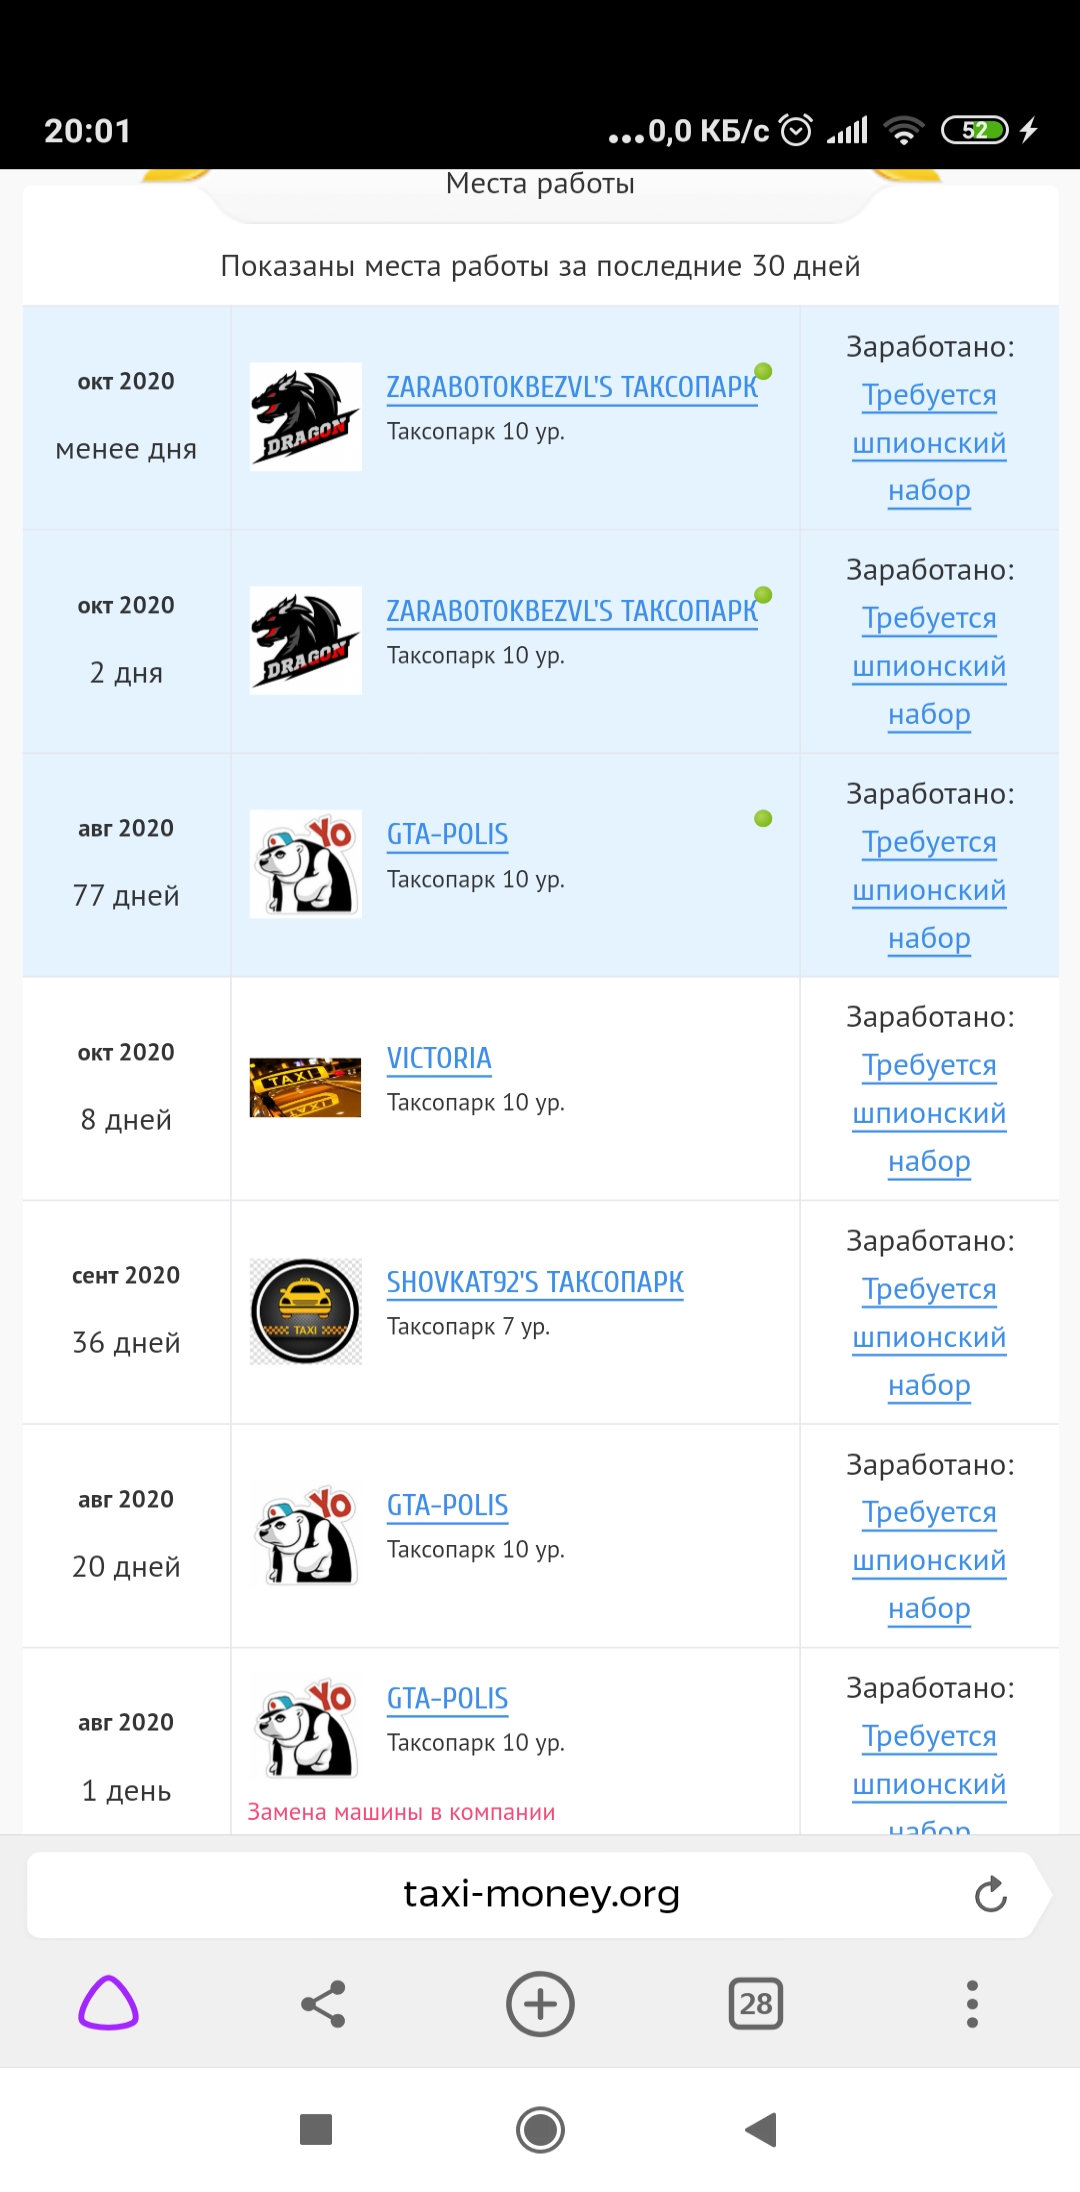 20:01
...0,0 КБ/с
52
Места работы
Показаны места работы за последние 30 дней
окт 2020
менее дня
DRAGON
ZARABOTOKBEZVL'S ТАКСОПАРК
Таксопарк 10 ур.
Заработано:
Требуется
шпионский
набор
окт 2020
2 дня
DRAGON
ZARABOTOKBEZVL'S ТАКСОПАРК
Таксопарк 10 ур.
Заработано:
Требуется
шпионский
набор
авг 2020
77 дней
YO
GTA-POLIS
Таксопарк 10 ур.
Заработано:
Требуется
шпионский
набор
окт 2020
8 дней
TAXI
TAXI
VICTORIA
Таксопарк 10 ур.
Заработано:
Требуется
шпионский
набор
сент 2020
36 дней
TAXI
SHOVKAT92'S ТАКСОПАРК
Таксопарк 7 ур.
Заработано:
Требуется
шпионский
набор
авг 2020
20 дней
YO
GTA-POLIS
Таксопарк 10 ур.
Заработано:
Требуется
шпионский
набор
авг 2020
1 день
YO
GTA-POLIS
Таксопарк 10 ур.
Замена машины в компании
Заработано:
Требуется
шпионский
набор
taxi-money.org
28